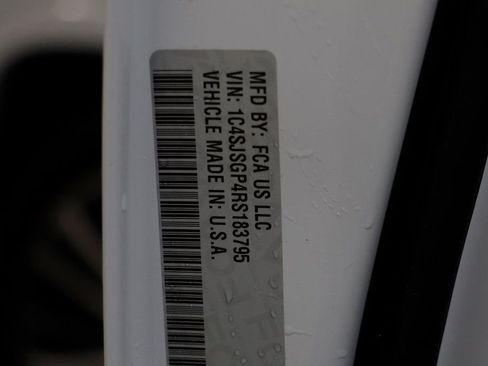 MFD BY: FCA US LLC
VIN: 1C4SJSGP4RS183795
VEHICLE MADE IN: U.S.A.